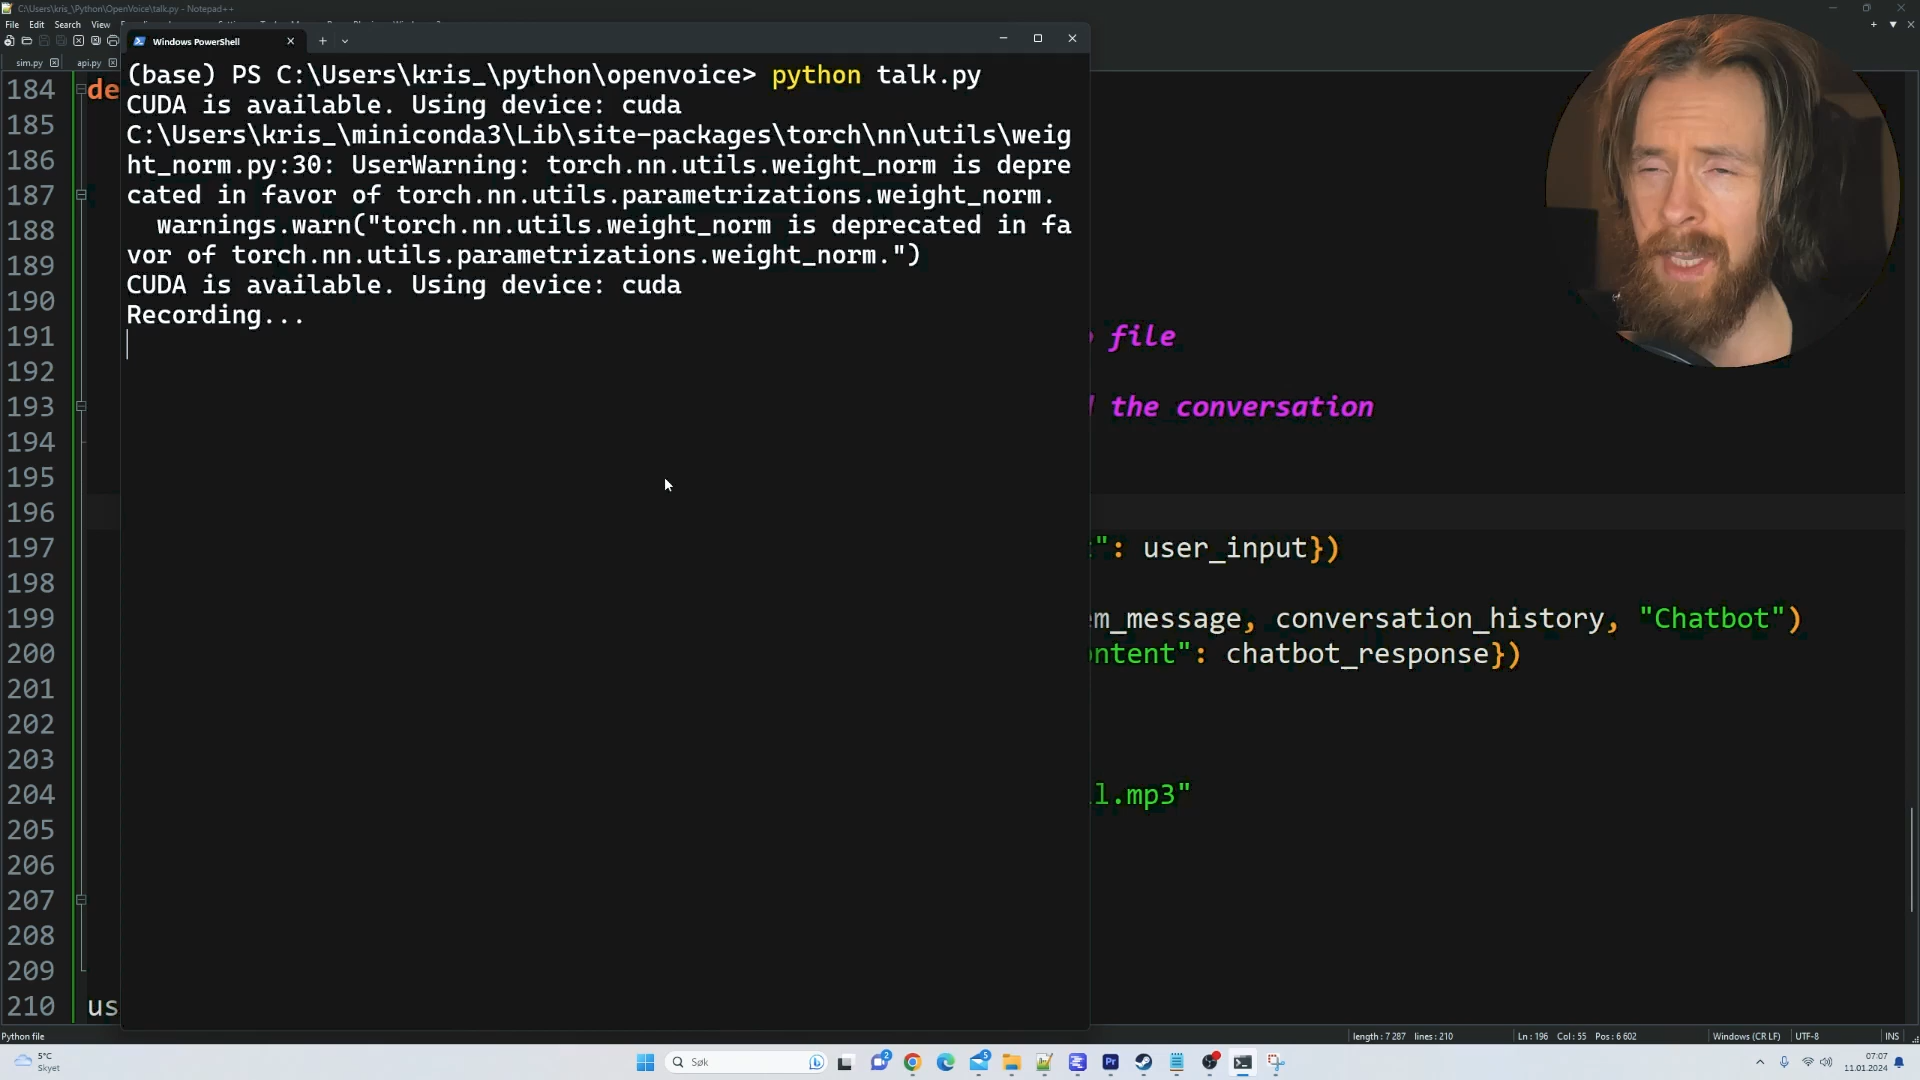 C:\Users\kris_\Python\OpenVoice\talk.py - Notepad++
File Edit Search View
Windows PowerShell
sim.py api.py
(base) PS C:\Users\kris_\python\openvoice> python talk.py
CUDA is available. Using device: cuda
C:\Users\kris_\miniconda3\Lib\site-packages\torch\nn\utils\weig
ht_norm.py:30: UserWarning: torch.nn.utils.weight_norm is depre
cated in favor of torch.nn.utils.parametrizations.weight_norm.
warnings.warn("torch.nn.utils.weight_norm is deprecated in fa
vor of torch.nn.utils.parametrizations.weight_norm.")
CUDA is available. Using device: cuda
Recording...
184 de
185
186
187
188
189
190
191 file
192
193 the conversation
194
195
196
197 ": user_input})
198
199 em_message, conversation_history, "Chatbot")
200 ontent": chatbot_response})
201
202
203
204 l.mp3"
205
206
207
208
209
210 us
Python file
length : 7 287 lines : 210
Ln : 196 Col : 55 Pos : 6 602
Windows (CR LF)
UTF-8
INS
5°C
Skyet
Søk
2
5
Pr
07:07
11.01.2024